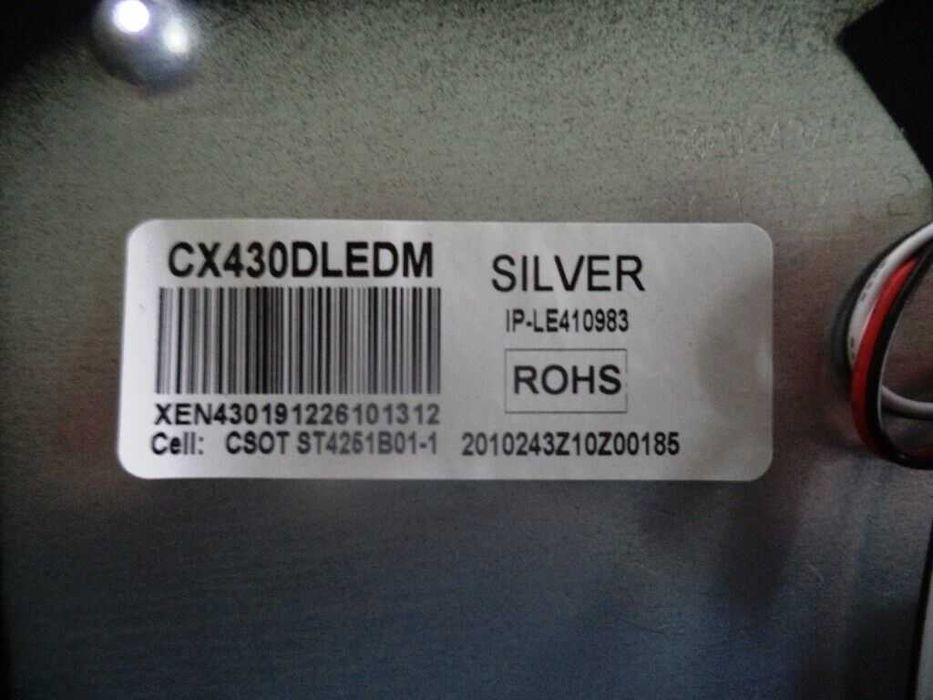 CX430DLEDM
SILVER
IP-LE410983
ROHS
XEN430191226101312
Cell: CSOT ST4251B01-1 2010243Z10Z00185